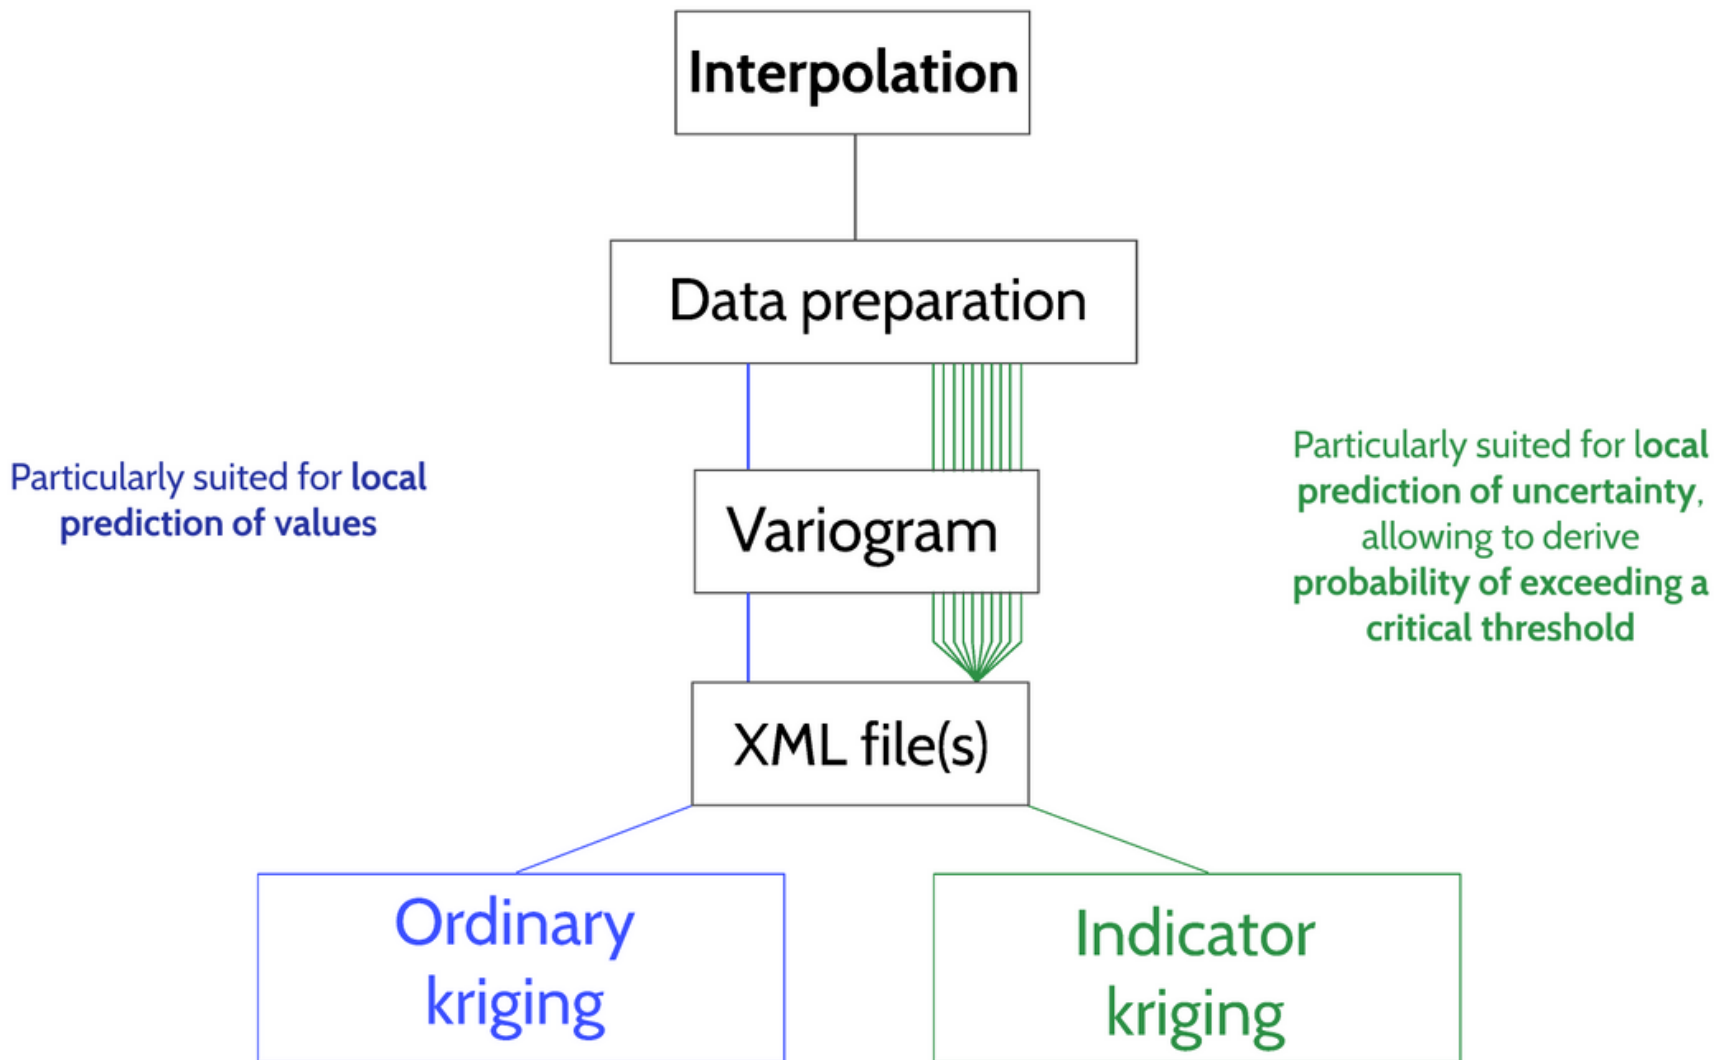 Interpolation
Data preparation
Particularly suited for local
prediction of values
Variogram
Particularly suited for local
prediction of uncertainty,
allowing to derive
probability of exceeding a
critical threshold
XML file(s)
Ordinary
kriging
Indicator
kriging